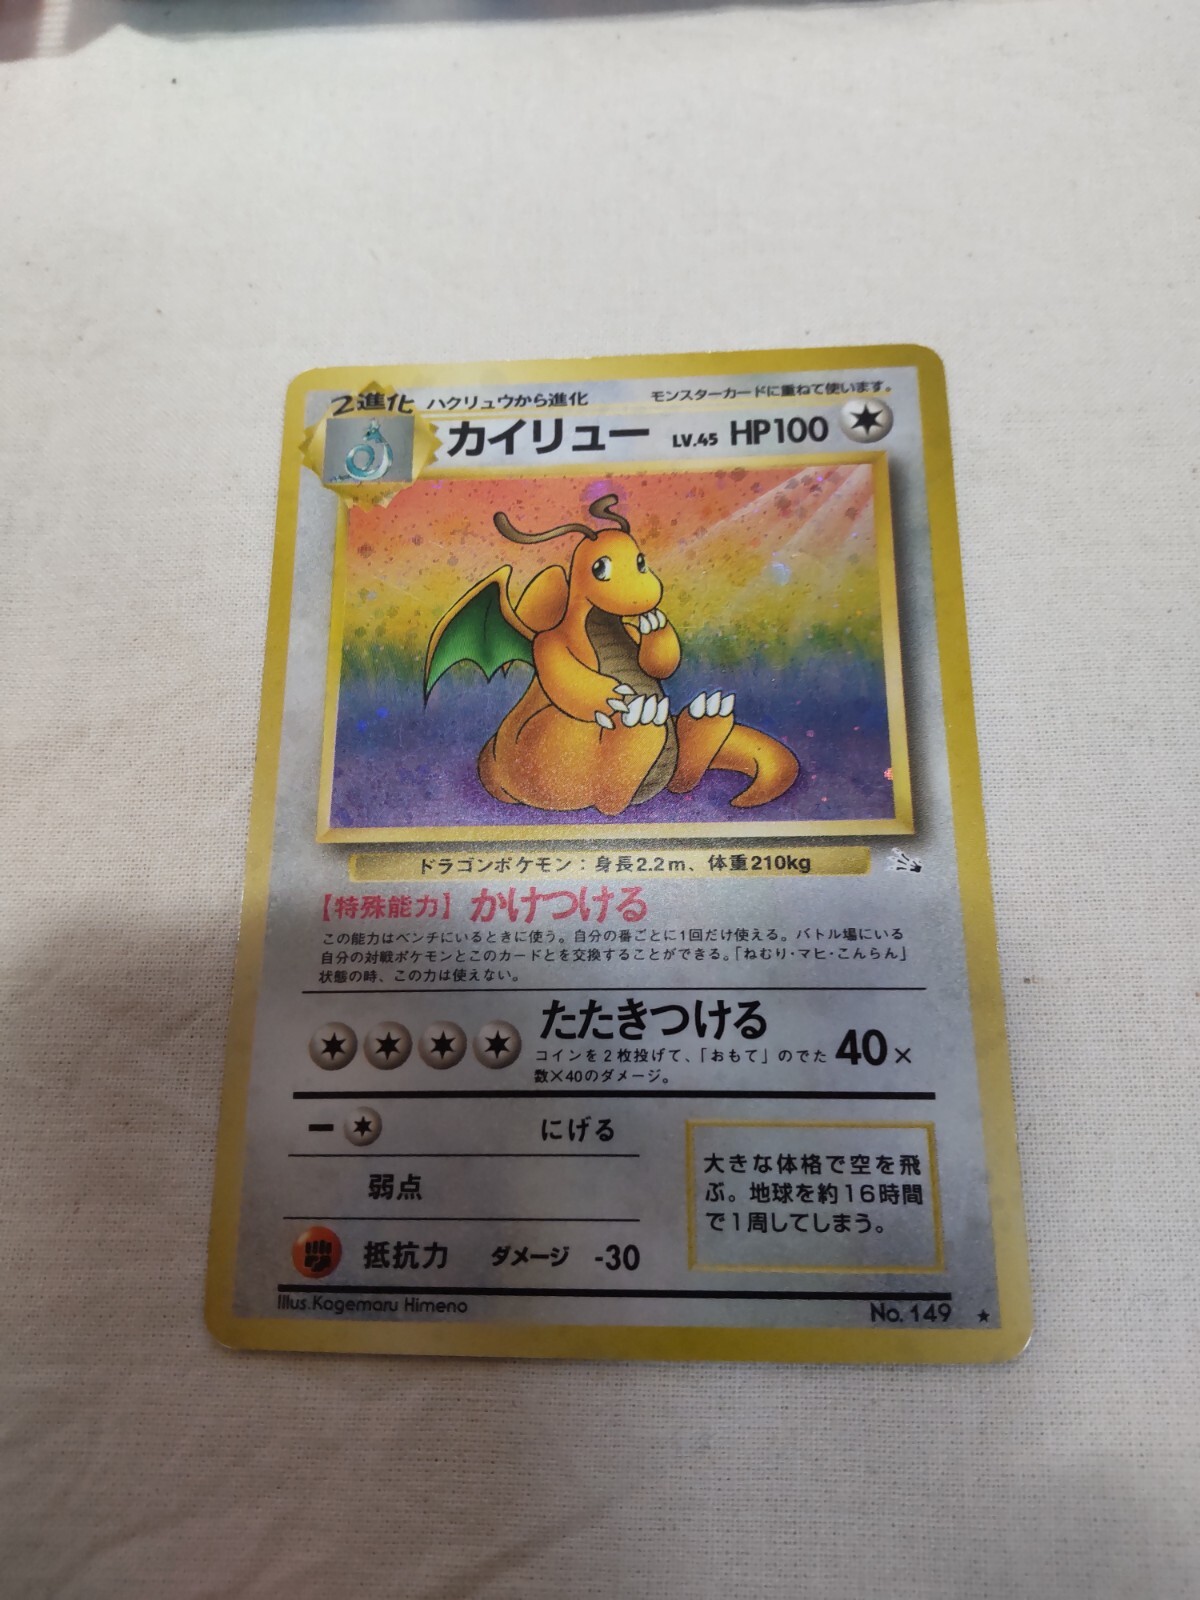 2進化 ハクリュウから進化 モンスターカードに重ねて使います。
カイリュー LV.45 HP100
ドラゴンポケモン：身長2.2m、体重210kg
【特殊能力】かけつける
この能力はベンチにいるときに使う。自分の番ごとに1回だけ使える。バトル場にいる
自分の対戦ポケモンとこのカードとを交換することができる。「ねむり・マヒ・こんらん」
状態の時、この力は使えない。
たたきつける
コインを2枚投げて、「おもて」のでた
数×40のダメージ。
40×
− にげる
弱点
抵抗力 ダメージ -30
大きな体格で空を飛
ぶ。地球を約16時間
で1周してしまう。
Illus.Kagemaru Himeno
No. 149 ★